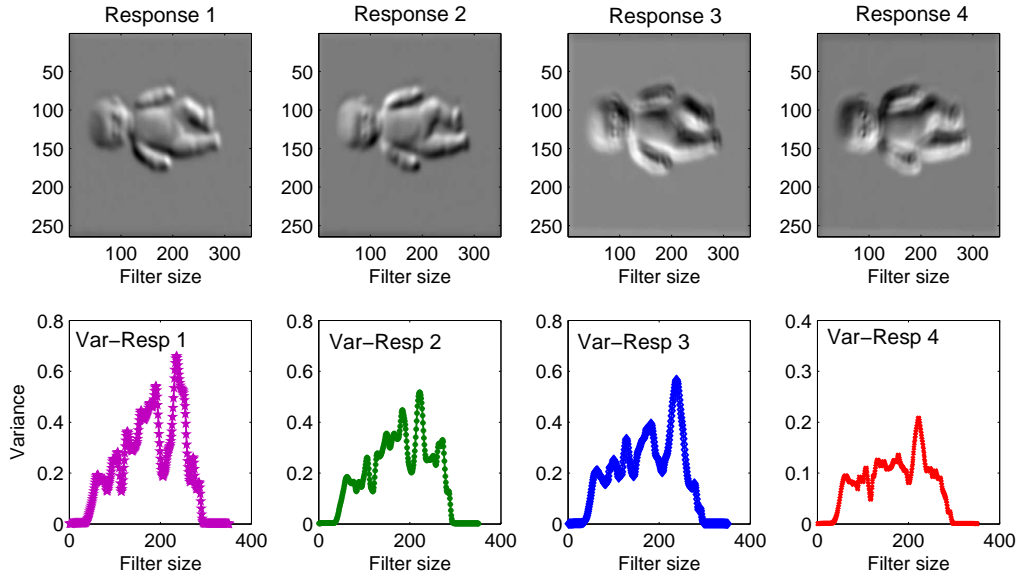 Response 1
Response 2
Response 3
Response 4
50
100
150
200
250
100 200 300
Filter size
50
100
150
200
250
100 200 300
Filter size
50
100
150
200
250
100 200 300
Filter size
50
100
150
200
250
100 200 300
Filter size
Var−Resp 1
Variance
0.8
0.6
0.4
0.2
0
0 200 400
Filter size
Var−Resp 2
0.8
0.6
0.4
0.2
0
0 200 400
Filter size
Var−Resp 3
0.8
0.6
0.4
0.2
0
0 200 400
Filter size
Var−Resp 4
0.4
0.3
0.2
0.1
0
0 200 400
Filter size